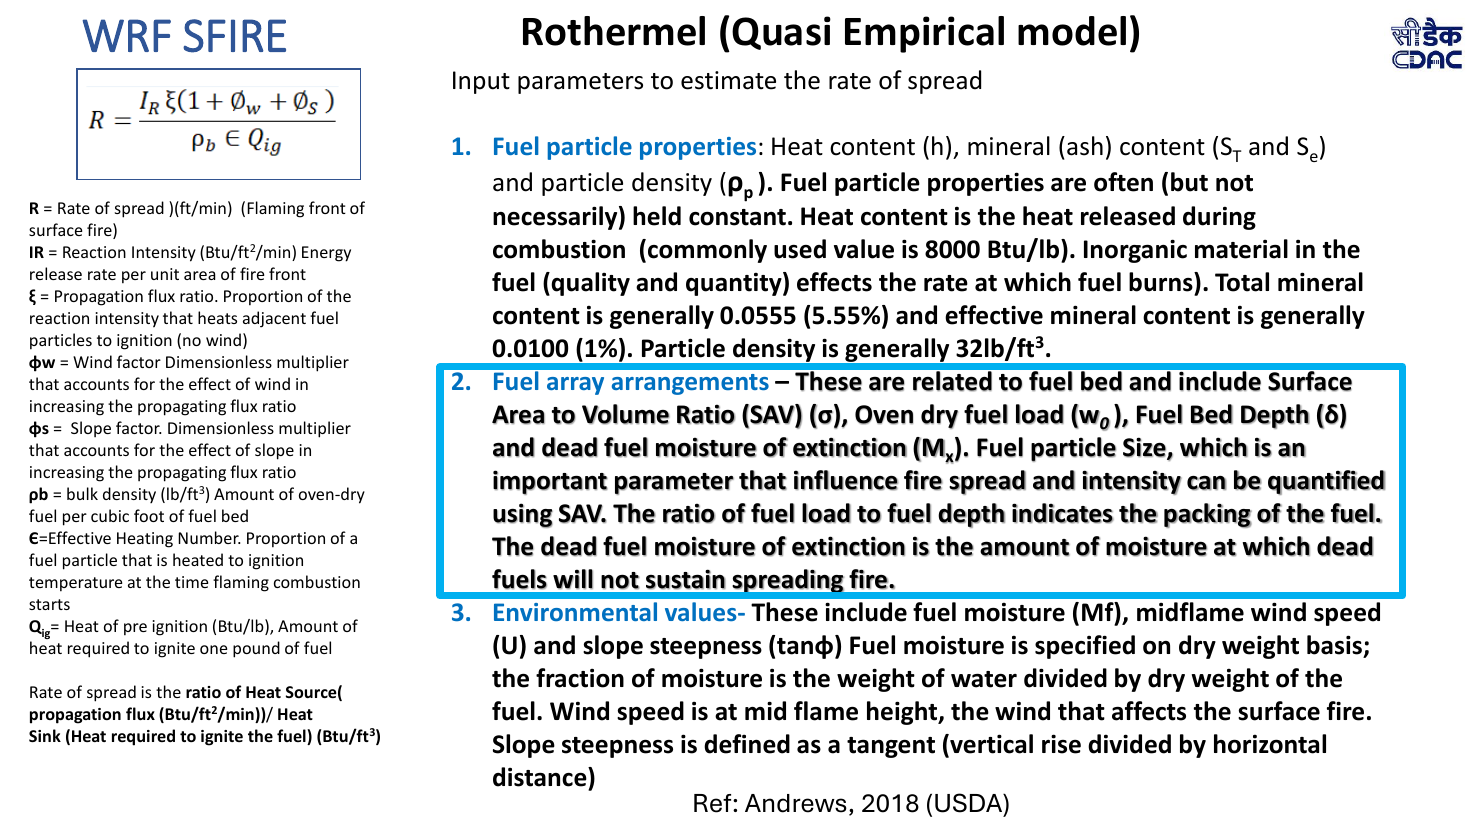 WRF SFIRE
R = I_R ξ(1 + Ø_w + Ø_S ) / ρ_b ∈ Q_ig
R = Rate of spread )(ft/min)  (Flaming front of
surface fire)
IR = Reaction Intensity (Btu/ft²/min) Energy
release rate per unit area of fire front
ξ = Propagation flux ratio. Proportion of the
reaction intensity that heats adjacent fuel
particles to ignition (no wind)
ϕw = Wind factor Dimensionless multiplier
that accounts for the effect of wind in
increasing the propagating flux ratio
ϕs =  Slope factor. Dimensionless multiplier
that accounts for the effect of slope in
increasing the propagating flux ratio
ρb = bulk density (lb/ft³) Amount of oven-dry
fuel per cubic foot of fuel bed
Є=Effective Heating Number. Proportion of a
fuel particle that is heated to ignition
temperature at the time flaming combustion
starts
Q_ig= Heat of pre ignition (Btu/lb), Amount of
heat required to ignite one pound of fuel
Rate of spread is the ratio of Heat Source(
propagation flux (Btu/ft²/min))/ Heat
Sink (Heat required to ignite the fuel) (Btu/ft³)
Rothermel (Quasi Empirical model)
सी डैक
CDAC
Input parameters to estimate the rate of spread
1. Fuel particle properties: Heat content (h), mineral (ash) content (S_T and S_e)
and particle density (ρ_p ). Fuel particle properties are often (but not
necessarily) held constant. Heat content is the heat released during
combustion  (commonly used value is 8000 Btu/lb). Inorganic material in the
fuel (quality and quantity) effects the rate at which fuel burns). Total mineral
content is generally 0.0555 (5.55%) and effective mineral content is generally
0.0100 (1%). Particle density is generally 32lb/ft³.
2. Fuel array arrangements – These are related to fuel bed and include Surface
Area to Volume Ratio (SAV) (σ), Oven dry fuel load (w_0 ), Fuel Bed Depth (δ)
and dead fuel moisture of extinction (M_x). Fuel particle Size, which is an
important parameter that influence fire spread and intensity can be quantified
using SAV. The ratio of fuel load to fuel depth indicates the packing of the fuel.
The dead fuel moisture of extinction is the amount of moisture at which dead
fuels will not sustain spreading fire.
3. Environmental values- These include fuel moisture (Mf), midflame wind speed
(U) and slope steepness (tanϕ) Fuel moisture is specified on dry weight basis;
the fraction of moisture is the weight of water divided by dry weight of the
fuel. Wind speed is at mid flame height, the wind that affects the surface fire.
Slope steepness is defined as a tangent (vertical rise divided by horizontal
distance)
Ref: Andrews, 2018 (USDA)